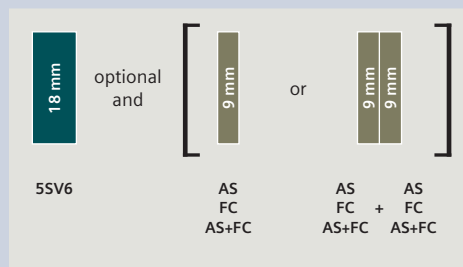 18 mm
optional
and
9 mm
or
9 mm
9 mm
5SV6
AS
FC
AS+FC
AS AS
FC + FC
AS+FC AS+FC